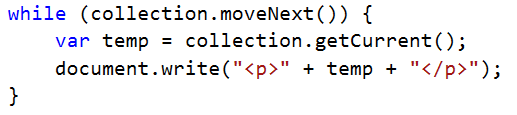 while (collection.moveNext()) {
    var temp = collection.getCurrent();
    document.write("<p>" + temp + "</p>");
}